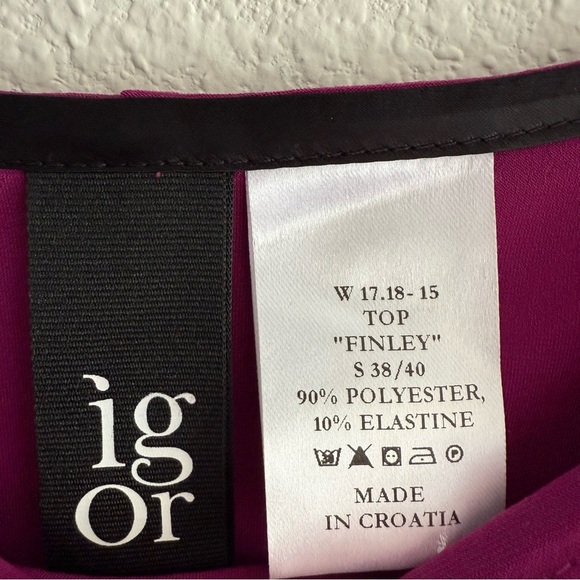 ig
or
W 17.18- 15
TOP
"FINLEY"
S 38/40
90% POLYESTER,
10% ELASTINE
MADE
IN CROATIA